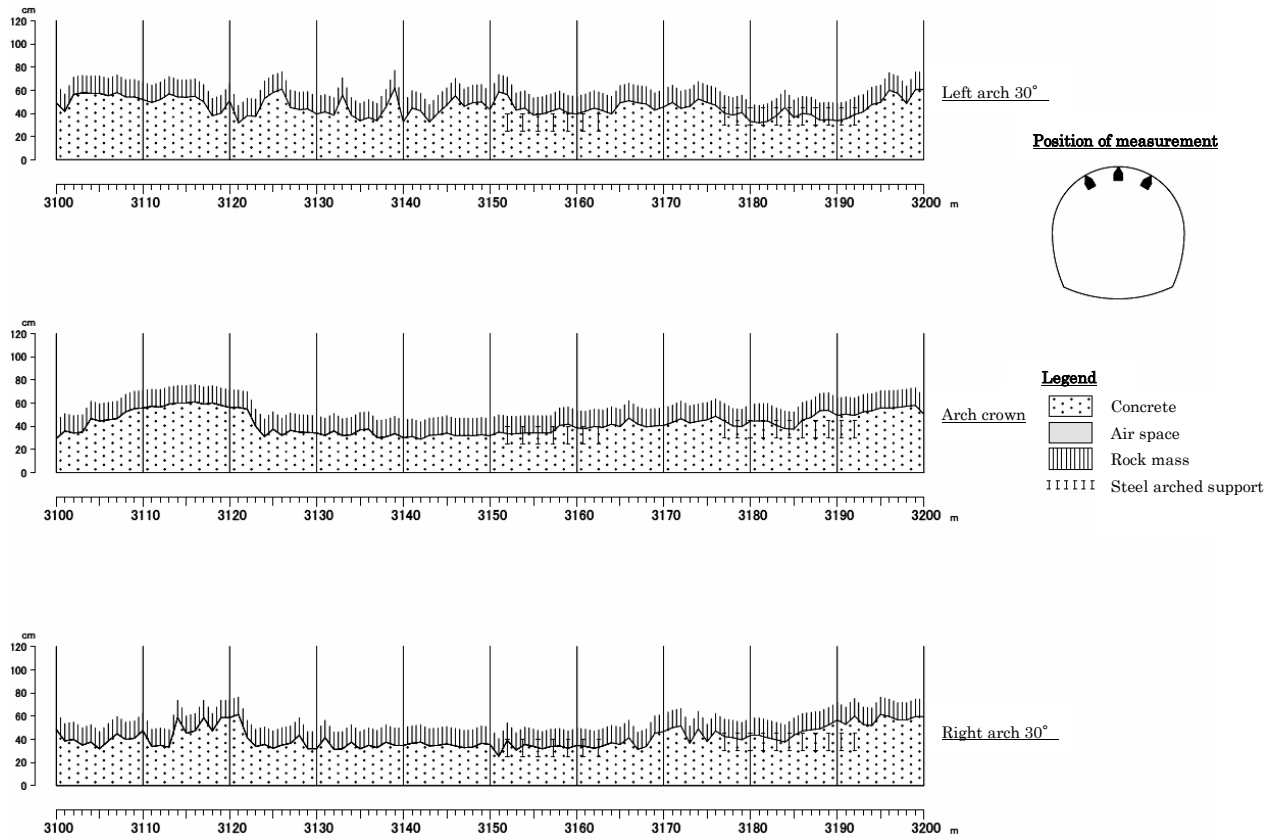 cm
120
100
80
60
40
20
0
3100 3110 3120 3130 3140 3150 3160 3170 3180 3190 3200 m
Left arch 30°
Position of measurement
cm
120
100
80
60
40
20
0
3100 3110 3120 3130 3140 3150 3160 3170 3180 3190 3200 m
Arch crown
Legend
Concrete
Air space
Rock mass
Steel arched support
cm
120
100
80
60
40
20
0
3100 3110 3120 3130 3140 3150 3160 3170 3180 3190 3200 m
Right arch 30°